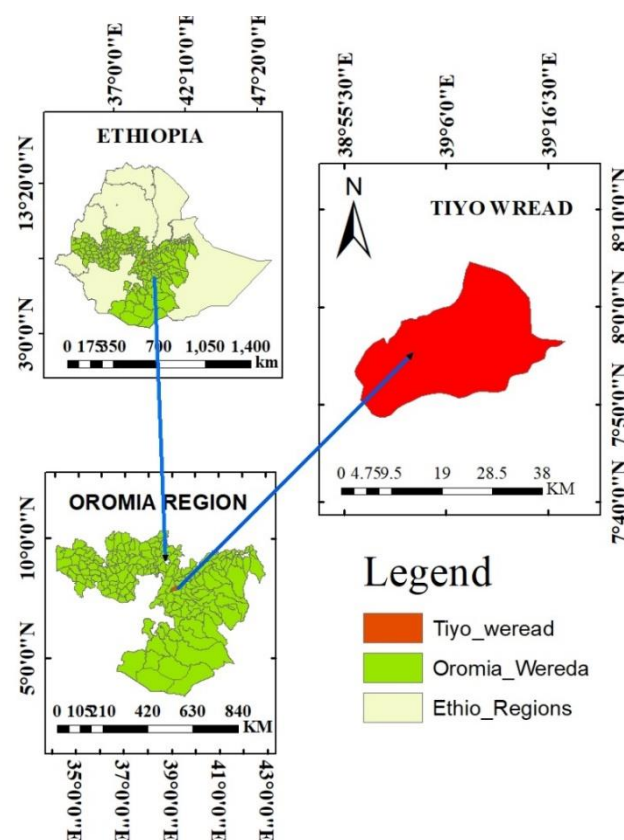 37°0'0"E
42°10'0"E
47°20'0"E
ETHIOPIA
13°20'0"N
3°0'0"N
0 175350 700 1,050 1,400
km
38°55'30"E
39°6'0"E
39°16'30"E
N
TIYO WREAD
8°10'0"N
8°0'0"N
7°50'0"N
7°40'0"N
0 4.759.5 19 28.5 38
KM
OROMIA REGION
10°0'0"N
5°0'0"N
0 105210 420 630 840
KM
35°0'0"E
37°0'0"E
39°0'0"E
41°0'0"E
43°0'0"E
Legend
Tiyo_weread
Oromia_Wereda
Ethio_Regions